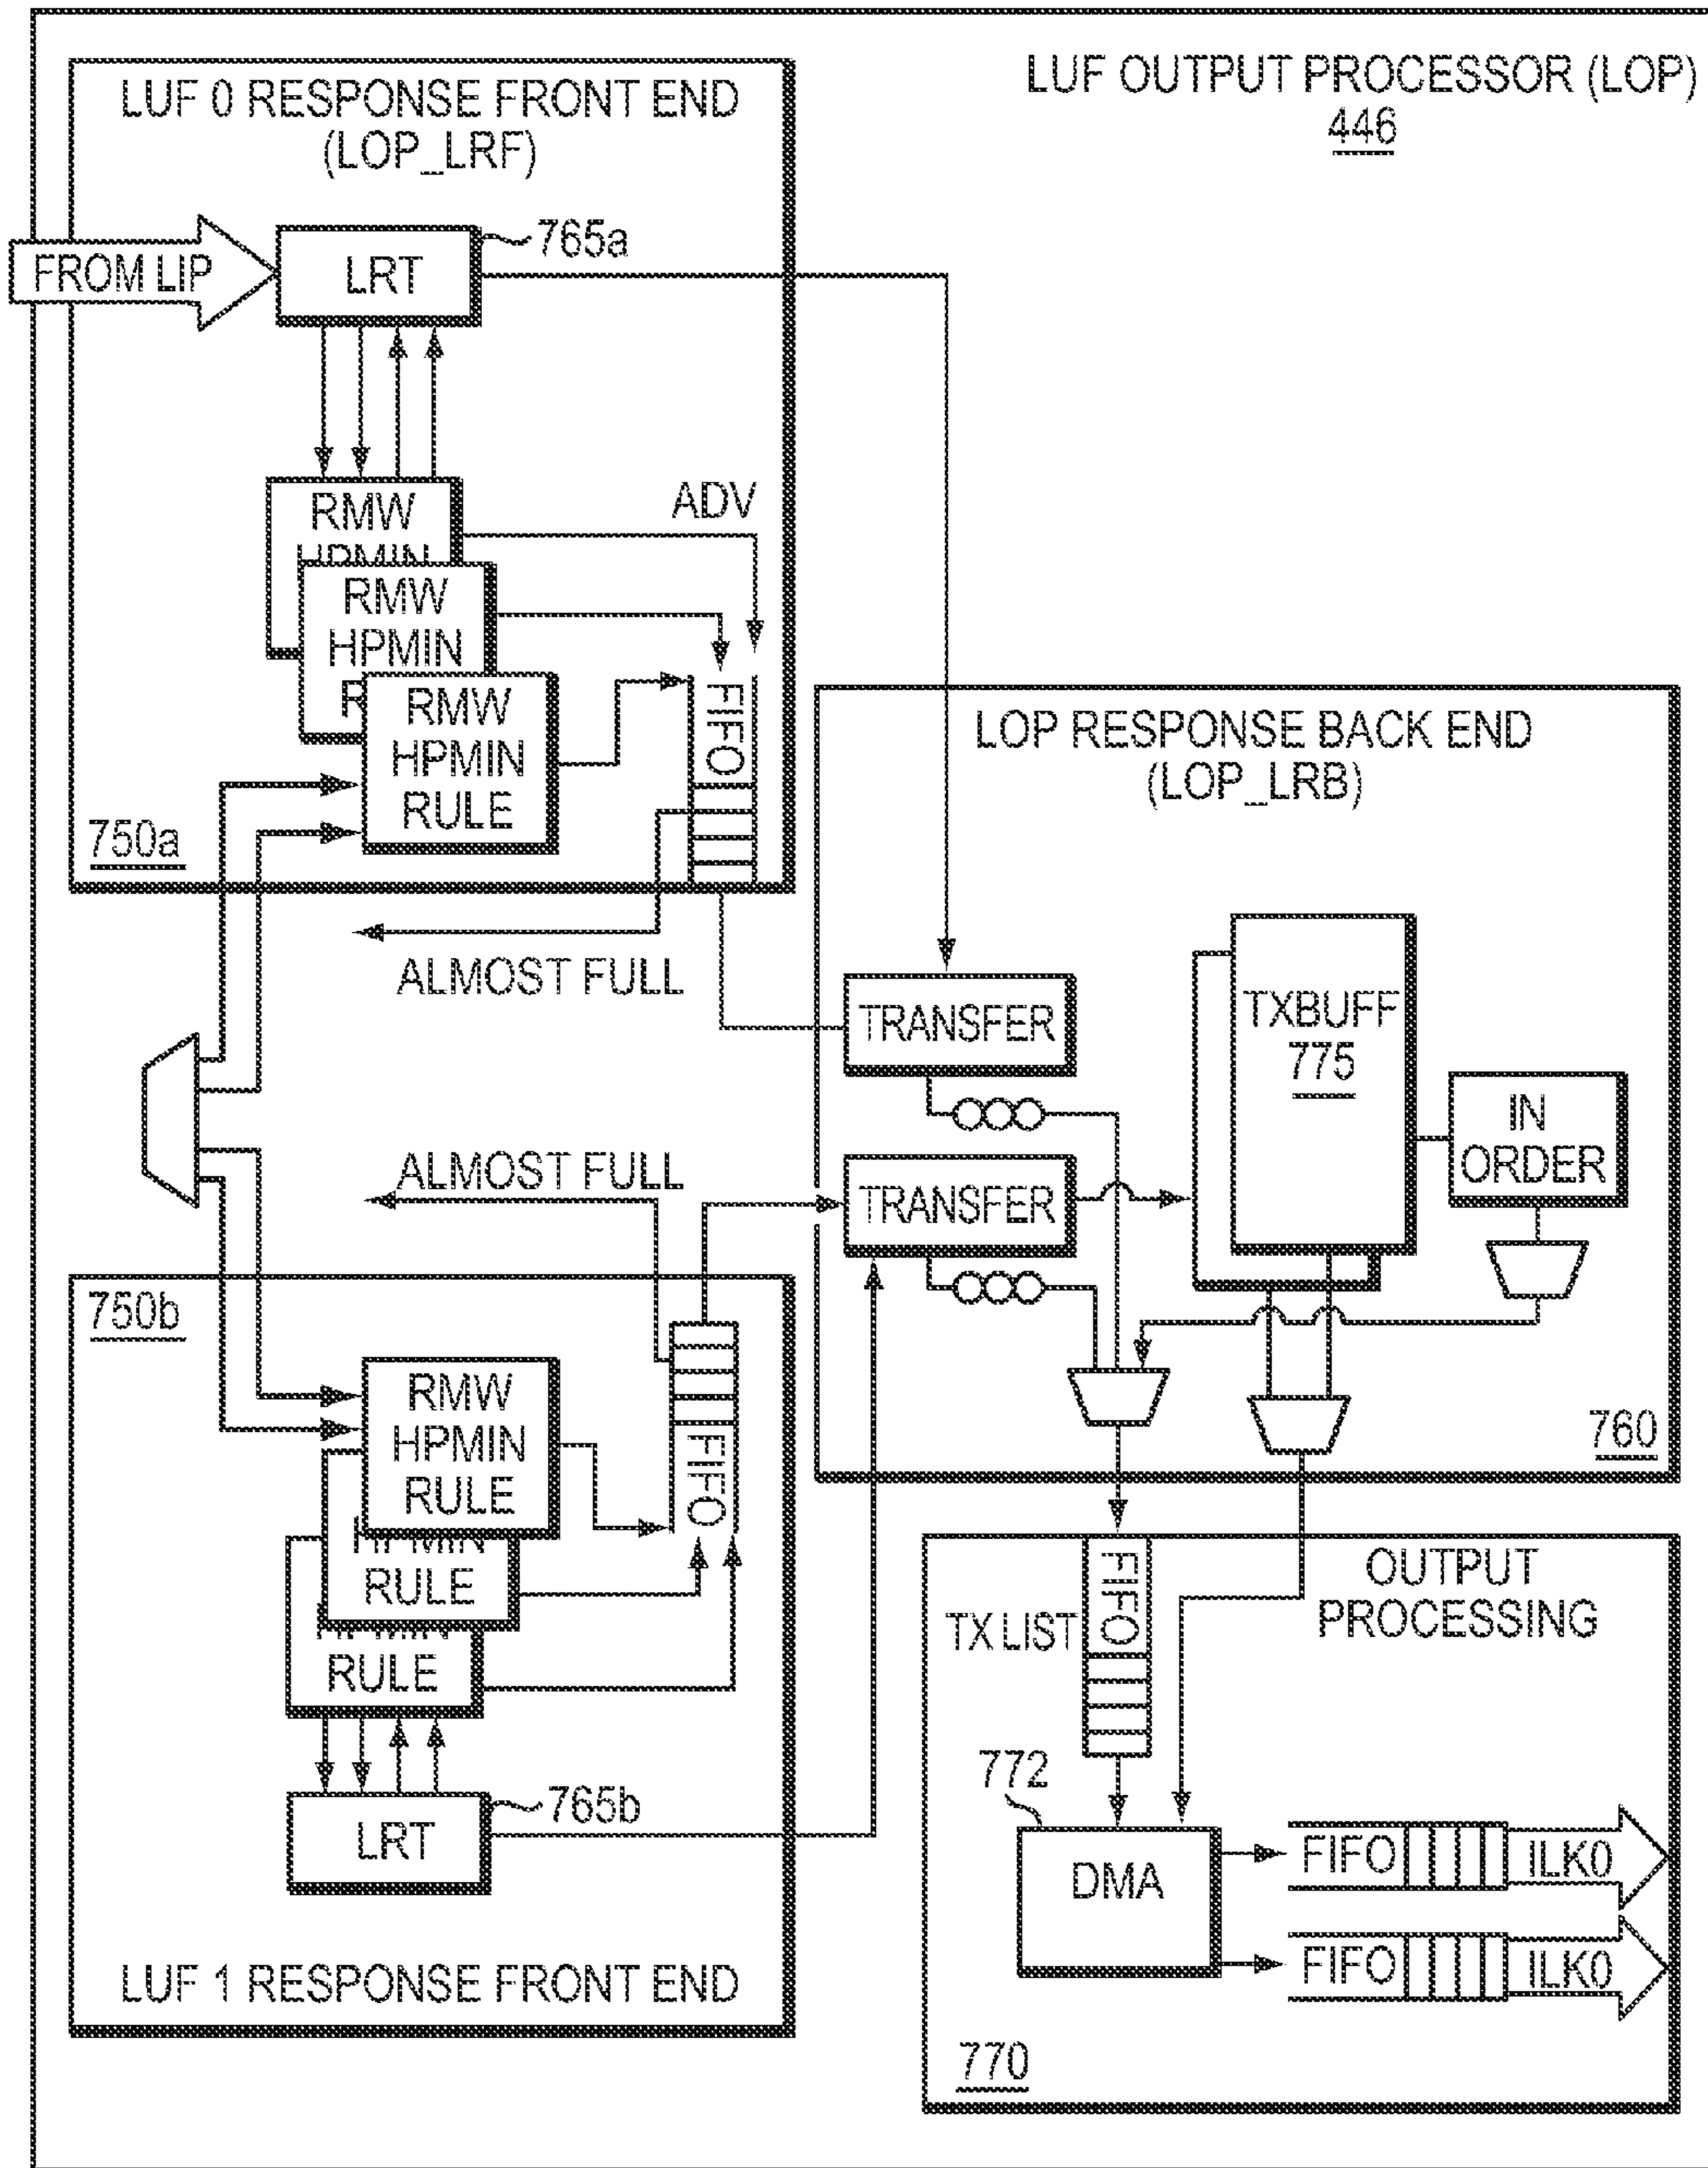 LUF OUTPUT PROCESSOR (LOP)
446
LUF 0 RESPONSE FRONT END
(LOP_LRF)
FROM LIP
LRT
765a
RMW
HPMIN
RMW
HPMIN
R
RMW
HPMIN
RULE
ADV
FIFO
750a
ALMOST FULL
ALMOST FULL
750b
RMW
HPMIN
RULE
HPMIN
RULE
HPMIN
RULE
FIFO
LRT
765b
LUF 1 RESPONSE FRONT END
LOP RESPONSE BACK END
(LOP_LRB)
TRANSFER
TRANSFER
TXBUFF
775
IN
ORDER
760
OUTPUT
PROCESSING
TX LIST
FIFO
772
DMA
FIFO
ILK0
FIFO
ILK0
770